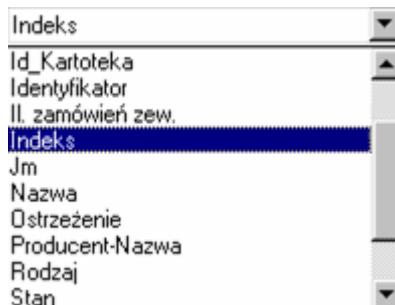 Indeks
Id_Kartoteka
Identyfikator
Il. zamówień zew.
Indeks
Jm
Nazwa
Ostrzeżenie
Producent-Nazwa
Rodzaj
Stan